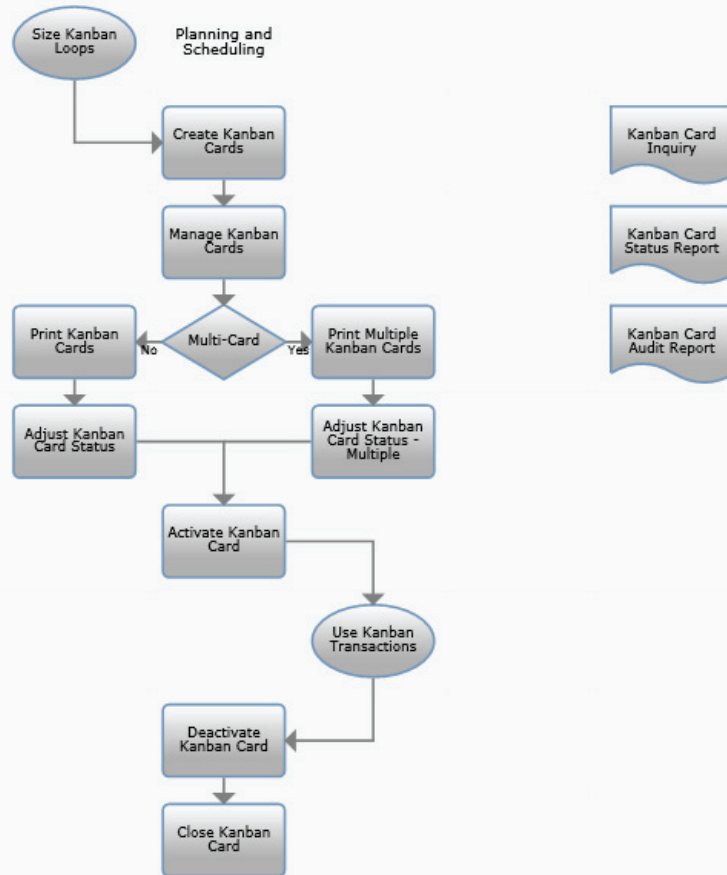 Size Kanban
Loops
Planning and
Scheduling
Create Kanban
Cards
Kanban Card
Inquiry
Manage Kanban
Cards
Kanban Card
Status Report
Print Kanban
Cards
No
Multi-Card
Yes
Print Multiple
Kanban Cards
Kanban Card
Audit Report
Adjust Kanban
Card Status
Adjust Kanban
Card Status -
Multiple
Activate Kanban
Card
Use Kanban
Transactions
Deactivate
Kanban Card
Close Kanban
Card